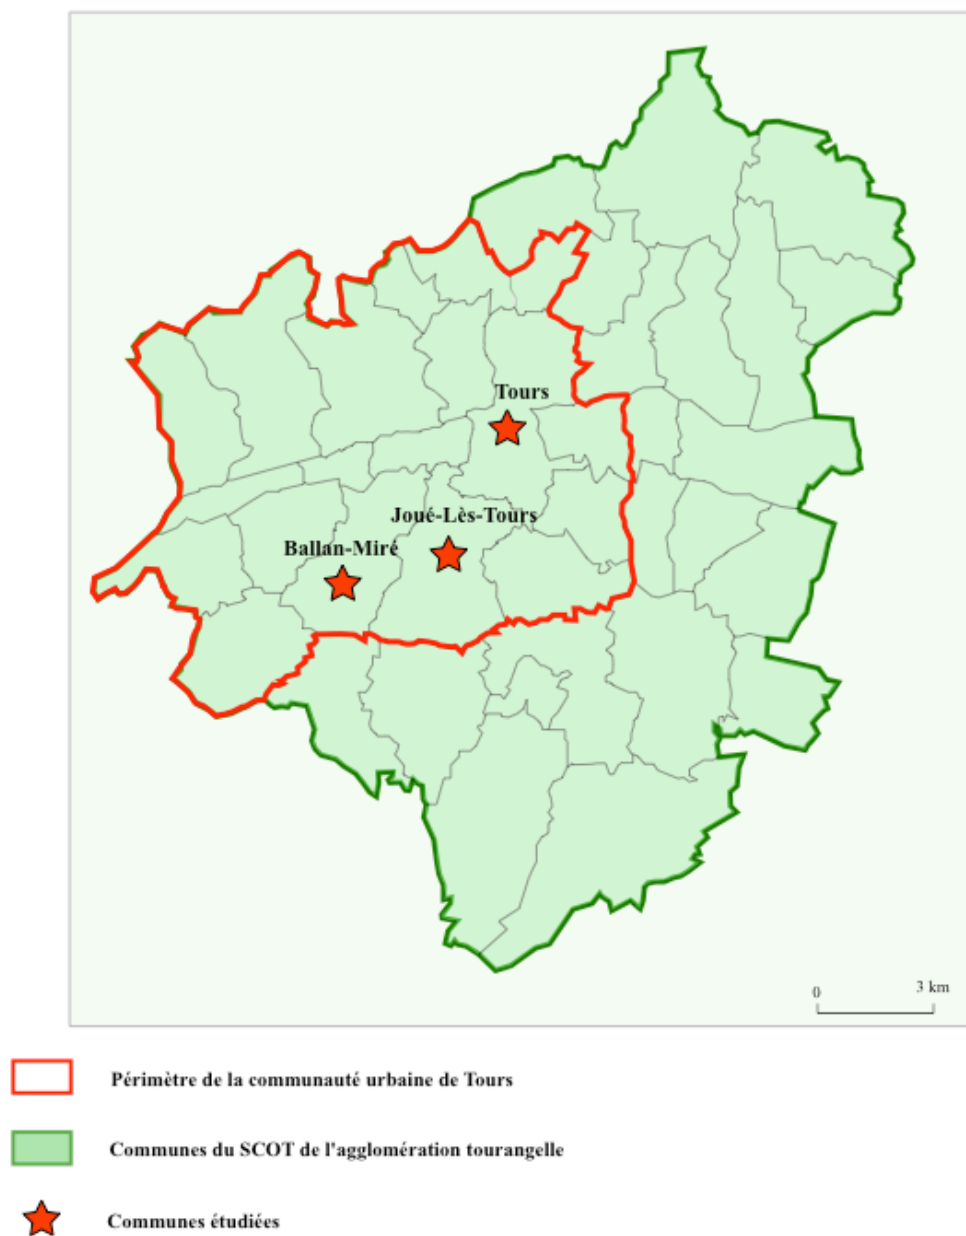 Tours
Joué-Lès-Tours
Ballan-Miré
0 3 km
Périmètre de la communauté urbaine de Tours
Communes du SCOT de l'agglomération tourangelle
Communes étudiées